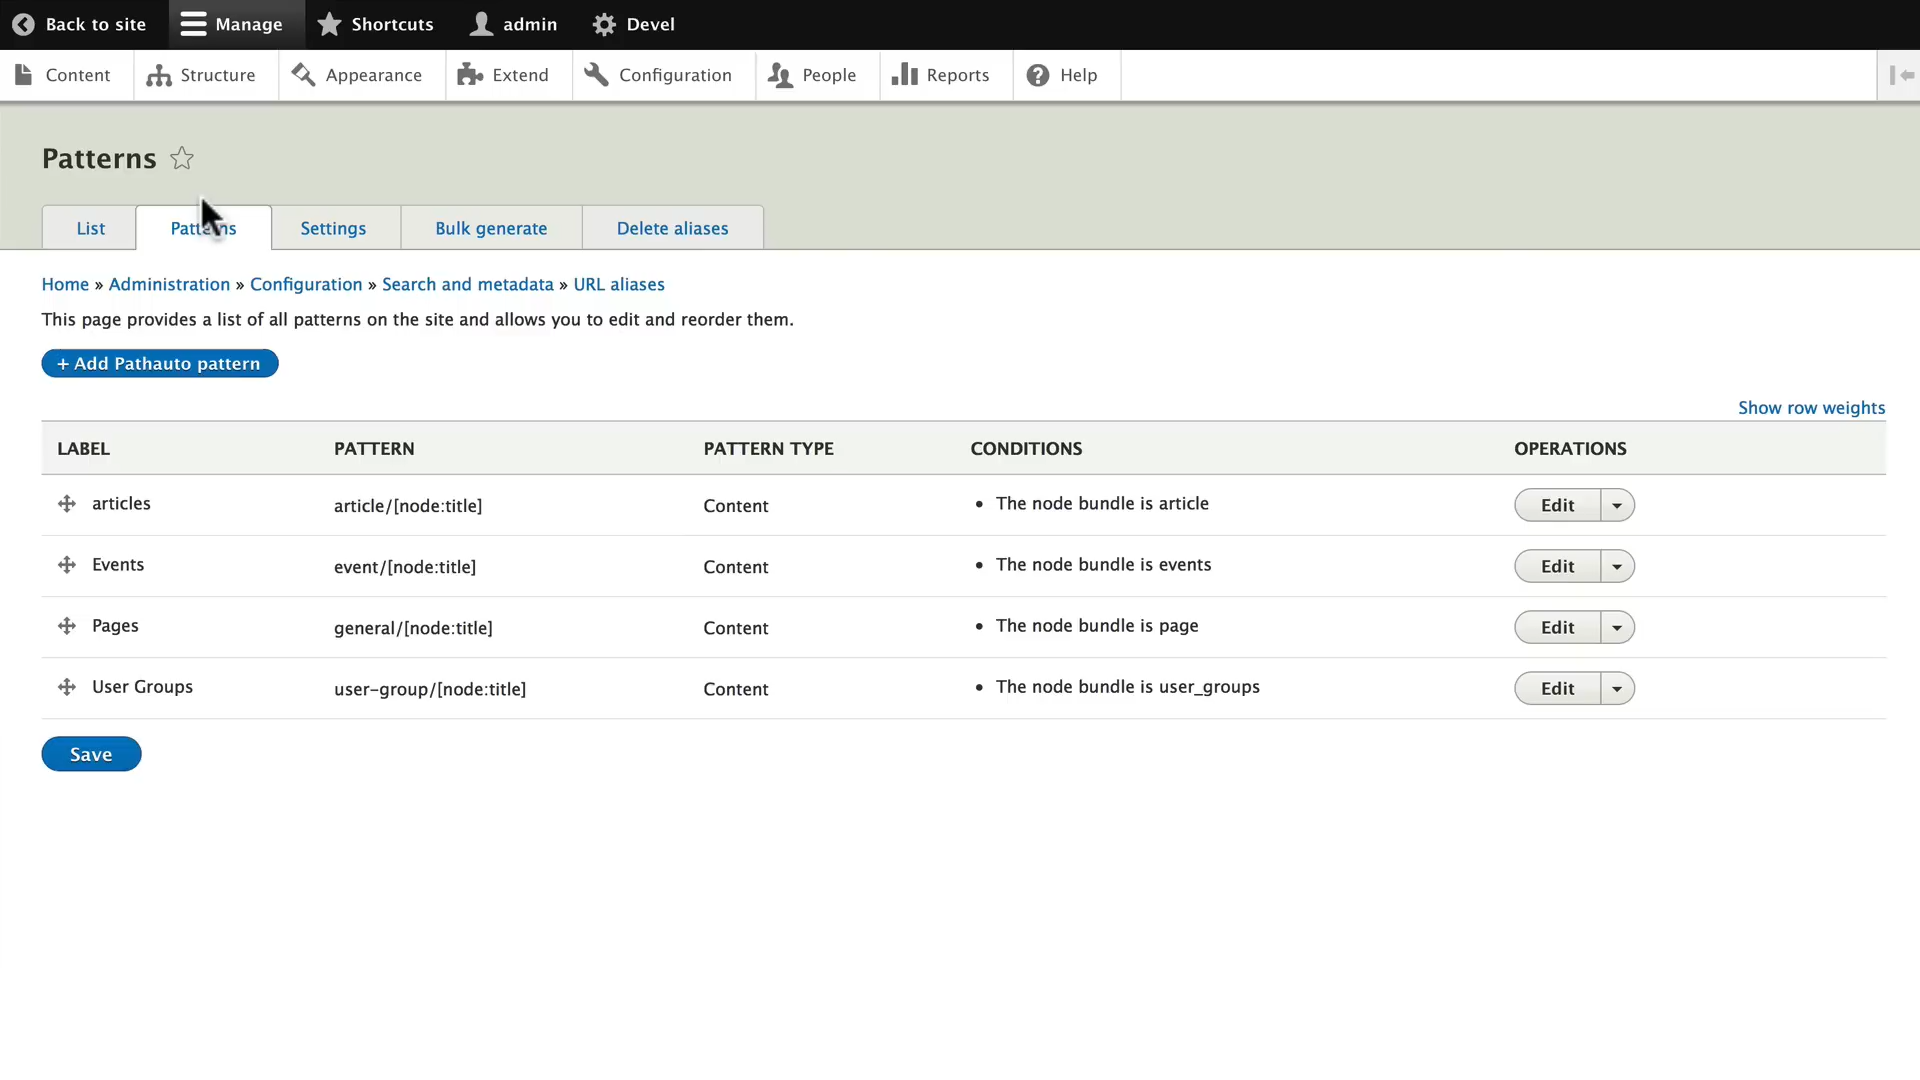 Back to site Manage Shortcuts admin Devel
Content Structure Appearance Extend Configuration People Reports Help
Patterns
List Patterns Settings Bulk generate Delete aliases
Home » Administration » Configuration » Search and metadata » URL aliases
This page provides a list of all patterns on the site and allows you to edit and reorder them.
+ Add Pathauto pattern
Show row weights
LABEL PATTERN PATTERN TYPE CONDITIONS OPERATIONS
articles article/[node:title] Content • The node bundle is article Edit
Events event/[node:title] Content • The node bundle is events Edit
Pages general/[node:title] Content • The node bundle is page Edit
User Groups user-group/[node:title] Content • The node bundle is user_groups Edit
Save